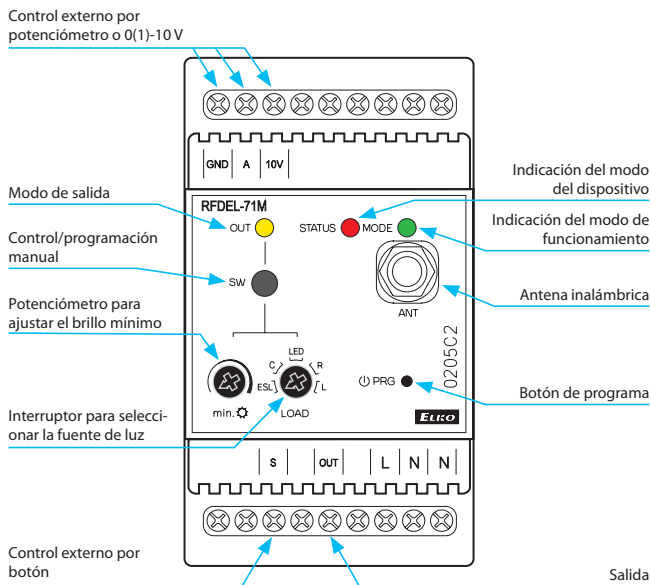 Control externo por
potenciómetro o 0(1)-10 V
GND A 10V
RFDEL-71M
Modo de salida
OUT
STATUS
MODE
Indicación del modo
del dispositivo
Indicación del modo de
funcionamiento
Control/programación
manual
SW
Antena inalámbrica
ANT
Potenciómetro para
ajustar el brillo mínimo
ESL C LED R L
min.
LOAD
PRG
0205C2
Botón de programa
ELKO
Interruptor para selecci-
onar la fuente de luz
S OUT L N N
Control externo por
botón
Salida